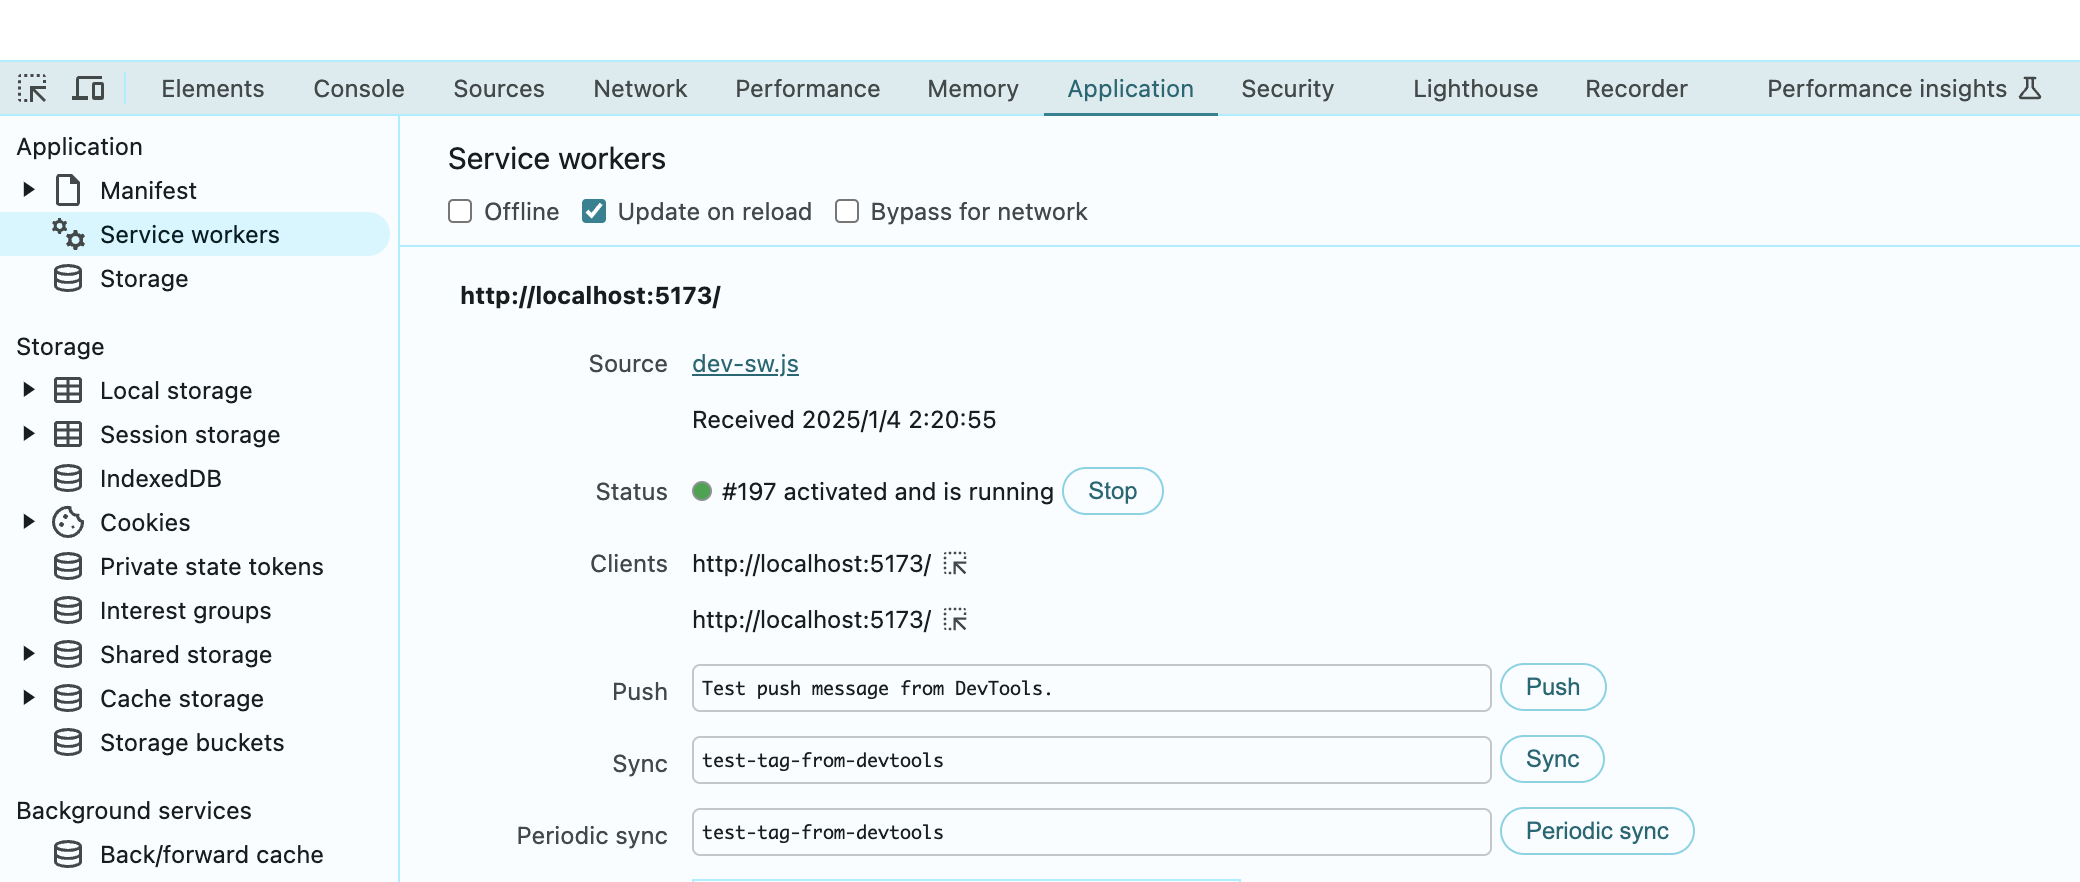 Elements Console Sources Network Performance Memory Application Security Lighthouse Recorder Performance insights
Application
Manifest
Service workers
Storage
Storage
Local storage
Session storage
IndexedDB
Cookies
Private state tokens
Interest groups
Shared storage
Cache storage
Storage buckets
Background services
Back/forward cache
Service workers
Offline Update on reload Bypass for network
http://localhost:5173/
Source dev-sw.js
Received 2025/1/4 2:20:55
Status #197 activated and is running Stop
Clients http://localhost:5173/
http://localhost:5173/
Push Test push message from DevTools. Push
Sync test-tag-from-devtools Sync
Periodic sync test-tag-from-devtools Periodic sync